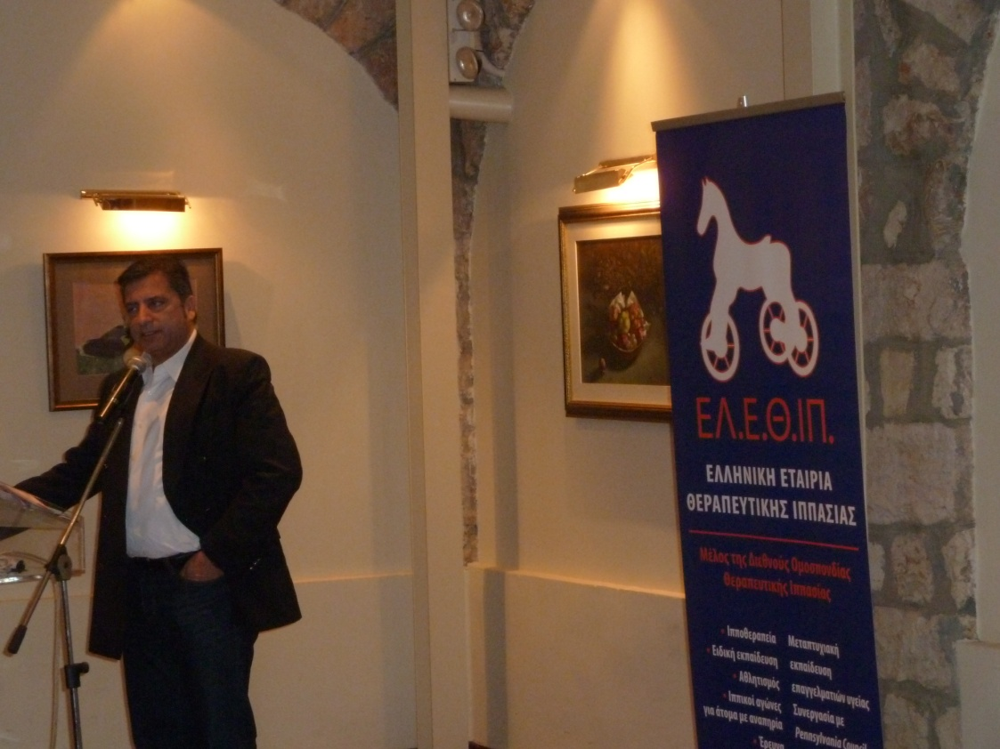 ΕΛ.Ε.Θ.ΙΠ.
ΕΛΛΗΝΙΚΗ ΕΤΑΙΡΙΑ
ΘΕΡΑΠΕΥΤΙΚΗΣ ΙΠΠΑΣΙΑΣ
Μέλος της Διεθνούς Ομοσπονδίας
Θεραπευτικής Ιππασίας
• Ιπποθεραπεία
• Ειδική εκπαίδευση
• Αθλητισμός
• Ιππικοί αγώνες
για άτομα με αναπηρία
• Έρευνα
Μεταπτυχιακή
εκπαίδευση
επαγγελματιών υγείας
Συνεργασία με
Pennsylvania Council